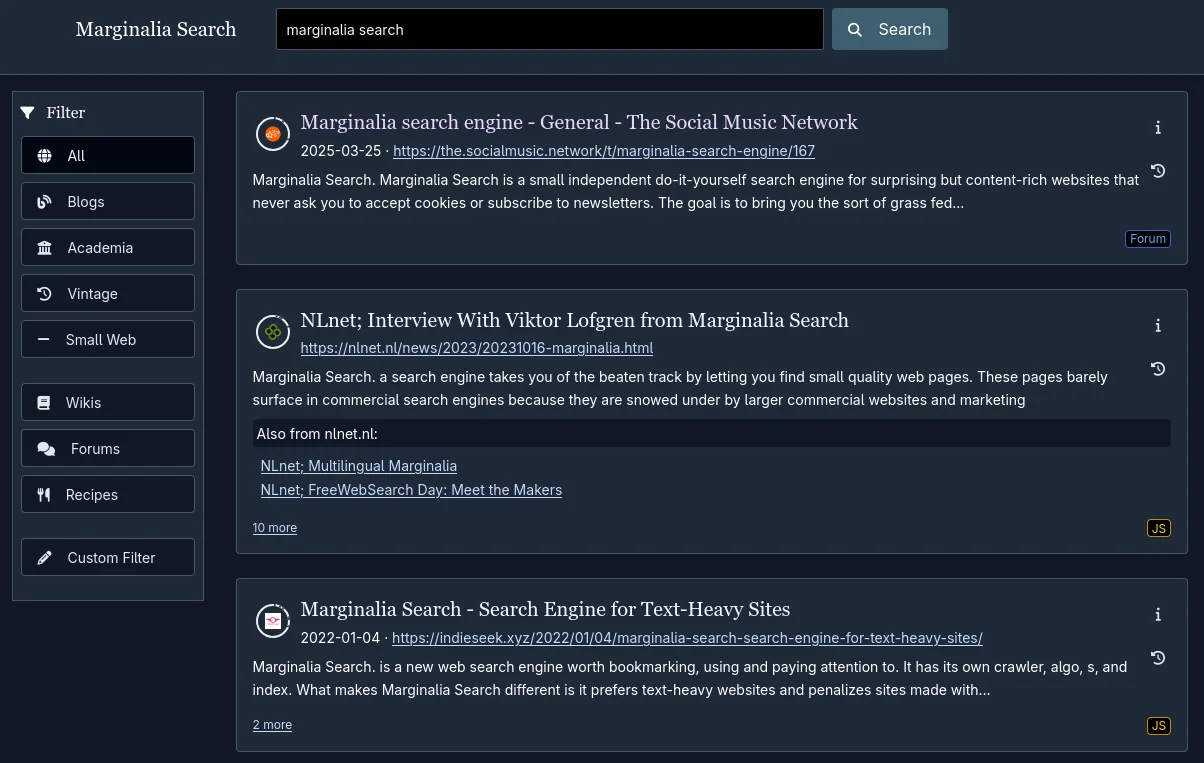 Marginalia Search
marginalia search
Search
Filter
All
Blogs
Academia
Vintage
Small Web
Wikis
Forums
Recipes
Custom Filter
Marginalia search engine - General - The Social Music Network
2025-03-25 · https://the.socialmusic.network/t/marginalia-search-engine/167
Marginalia Search. Marginalia Search is a small independent do-it-yourself search engine for surprising but content-rich websites that
never ask you to accept cookies or subscribe to newsletters. The goal is to bring you the sort of grass fed...
Forum
NLnet; Interview With Viktor Lofgren from Marginalia Search
https://nlnet.nl/news/2023/20231016-marginalia.html
Marginalia Search. a search engine takes you of the beaten track by letting you find small quality web pages. These pages barely
surface in commercial search engines because they are snowed under by larger commercial websites and marketing
Also from nlnet.nl:
NLnet; Multilingual Marginalia
NLnet; FreeWebSearch Day: Meet the Makers
10 more
JS
Marginalia Search - Search Engine for Text-Heavy Sites
2022-01-04 · https://indieseek.xyz/2022/01/04/marginalia-search-search-engine-for-text-heavy-sites/
Marginalia Search. is a new web search engine worth bookmarking, using and paying attention to. It has its own crawler, algo, s, and
index. What makes Marginalia Search different is it prefers text-heavy websites and penalizes sites made with...
2 more
JS